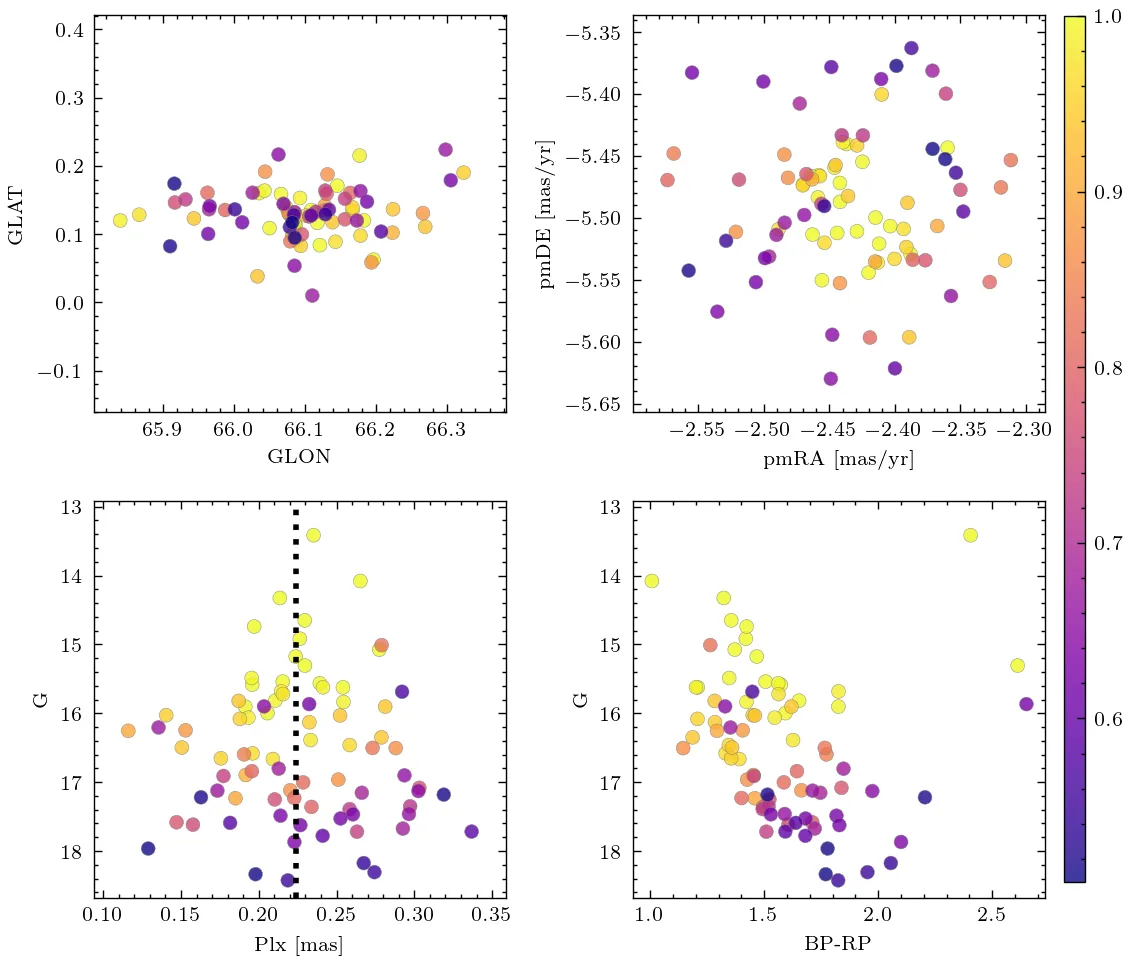 0.4
0.3
0.2
0.1
0.0
−0.1
GLAT
65.9 66.0 66.1 66.2 66.3
GLON
−5.35
−5.40
−5.45
−5.50
−5.55
−5.60
−5.65
pmDE [mas/yr]
−2.55 −2.50 −2.45 −2.40 −2.35 −2.30
pmRA [mas/yr]
1.0
0.9
0.8
0.7
0.6
13
14
15
16
17
18
G
0.10 0.15 0.20 0.25 0.30 0.35
Plx [mas]
13
14
15
16
17
18
G
1.0 1.5 2.0 2.5
BP-RP